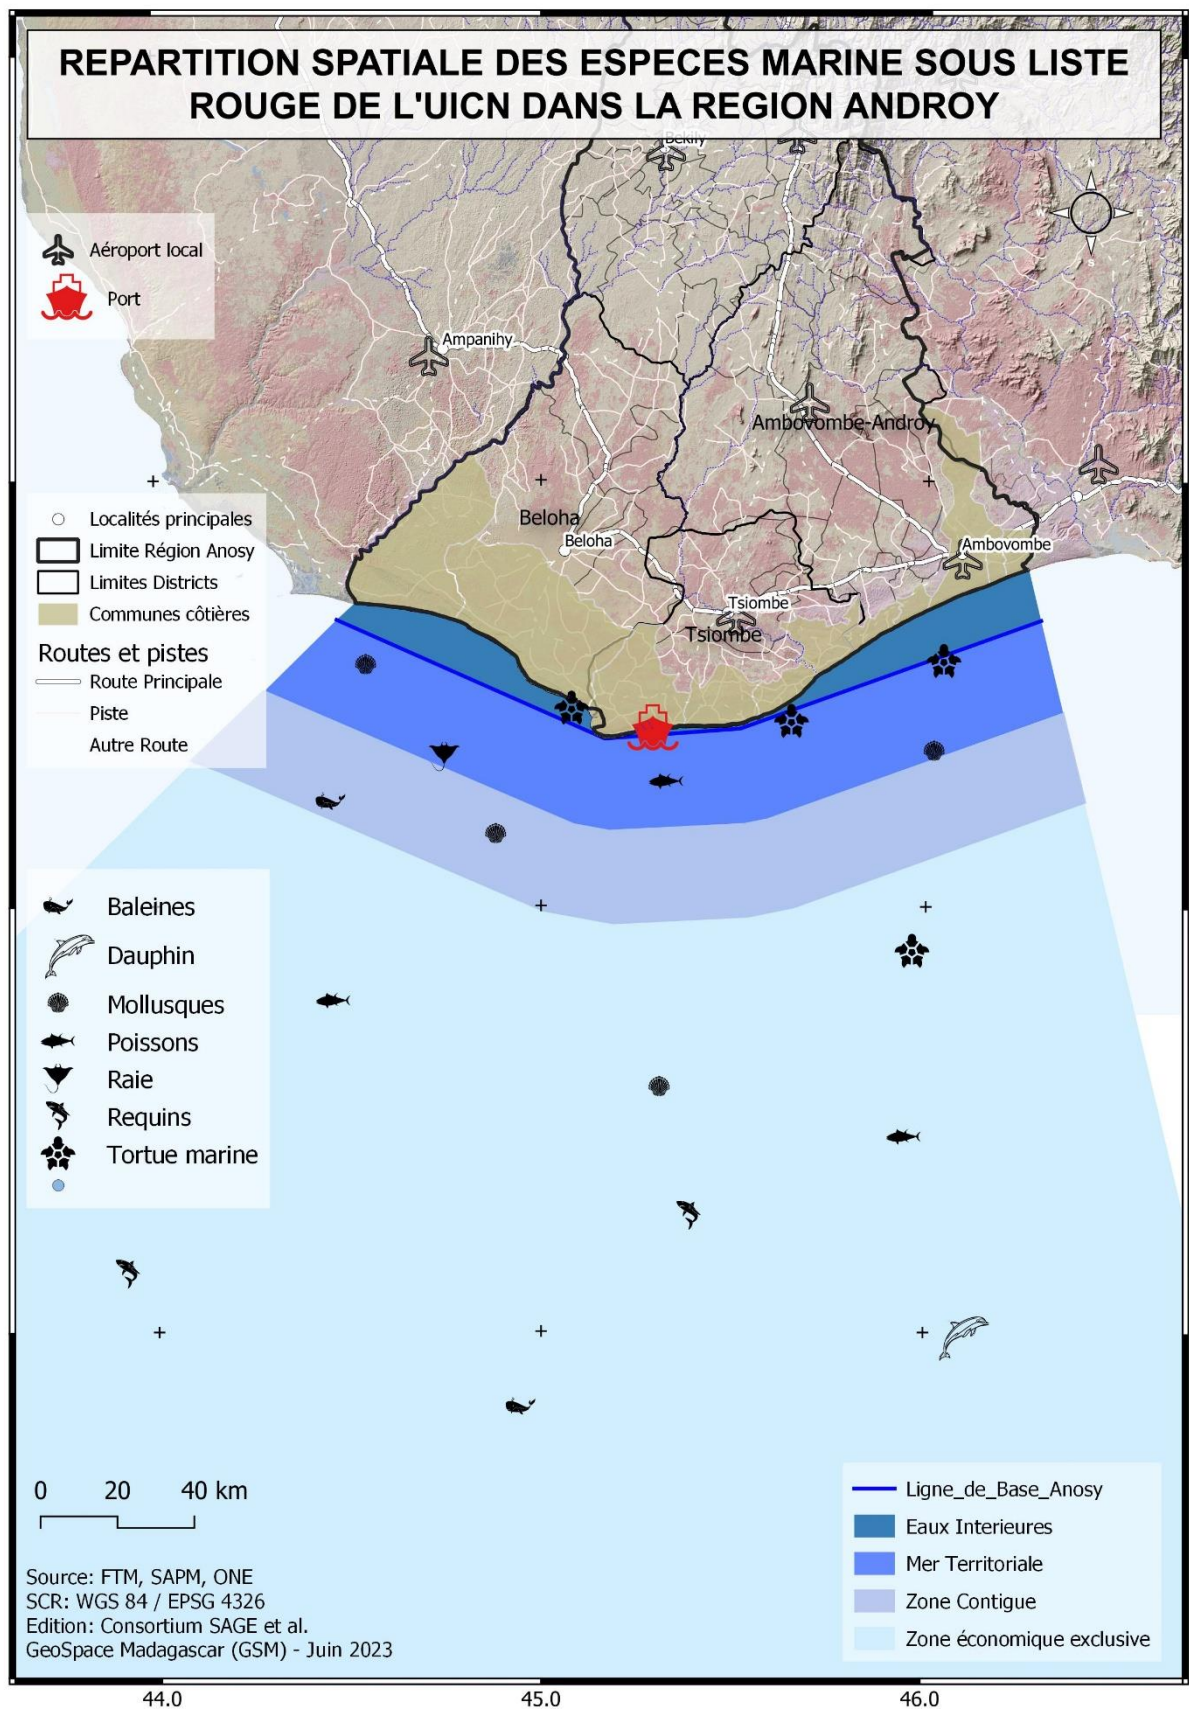 REPARTITION SPATIALE DES ESPECES MARINE SOUS LISTE
ROUGE DE L'UICN DANS LA REGION ANDROY
Bekily
N
W
E
S
Aéroport local
Port
Ampanihy
Ambovombe-Androy
Beloha
Beloha
Ambovombe
Tsiombe
Tsiombe
Localités principales
Limite Région Anosy
Limites Districts
Communes côtières
Routes et pistes
Route Principale
Piste
Autre Route
Baleines
Dauphin
Mollusques
Poissons
Raie
Requins
Tortue marine
0 20 40 km
Ligne_de_Base_Anosy
Eaux Interieures
Mer Territoriale
Zone Contigue
Zone économique exclusive
Source: FTM, SAPM, ONE
SCR: WGS 84 / EPSG 4326
Edition: Consortium SAGE et al.
GeoSpace Madagascar (GSM) - Juin 2023
44.0 45.0 46.0